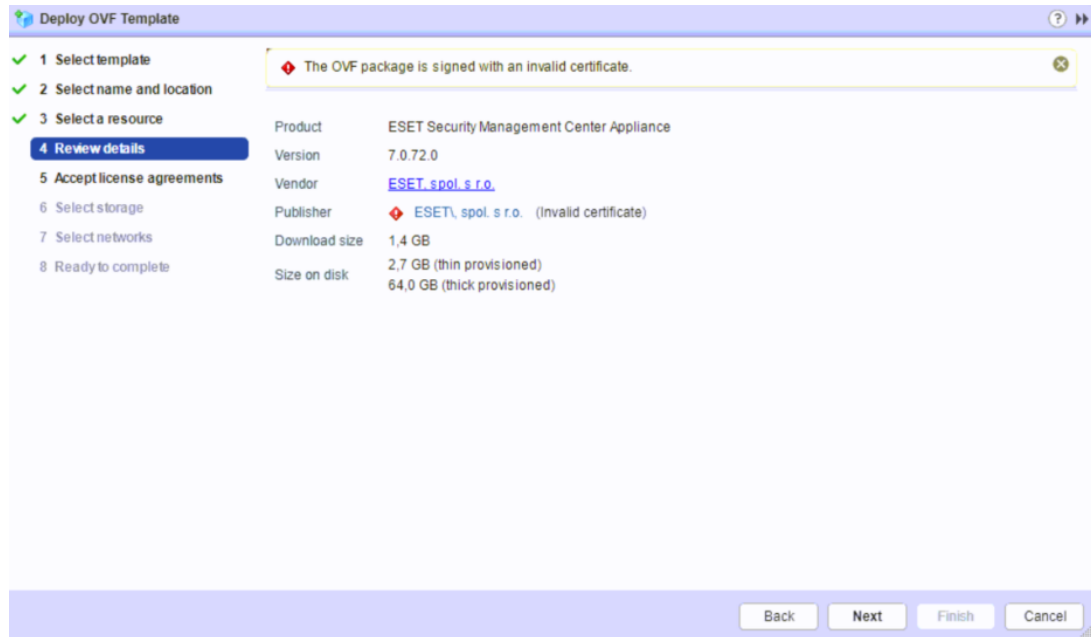 Deploy OVF Template
1 Select template
2 Select name and location
3 Select a resource
4 Review details
5 Accept license agreements
6 Select storage
7 Select networks
8 Ready to complete
The OVF package is signed with an invalid certificate.
Product ESET Security Management Center Appliance
Version 7.0.72.0
Vendor ESET, spol. s r.o.
Publisher ESET\, spol. s r.o. (Invalid certificate)
Download size 1,4 GB
Size on disk 2,7 GB (thin provisioned)
64,0 GB (thick provisioned)
Back Next Finish Cancel